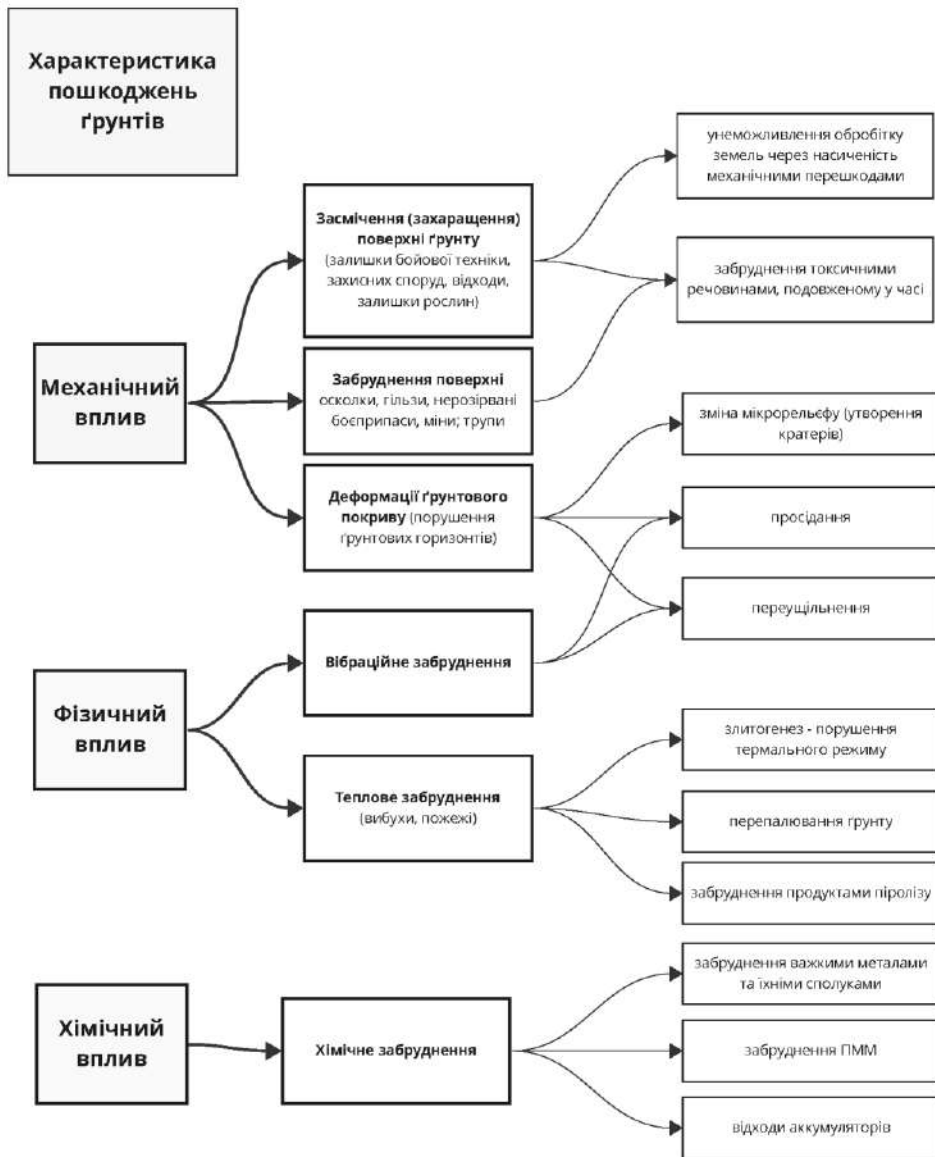 Характеристика
пошкоджень
ґрунтів
Механічний
вплив
Засмічення (захаращення)
поверхні ґрунту
(залишки бойової техніки,
захисних споруд, відходи,
залишки рослин)
унеможливлення обробітку
земель через насиченість
механічними перешкодами
забруднення токсичними
речовинами, подовженому у часі
Забруднення поверхні
осколки, гільзи, нерозірвані
боєприпаси, міни; трупи
Деформації ґрунтового
покриву (порушення
ґрунтових горизонтів)
зміна мікрорельєфу (утворення
кратерів)
просідання
переущільнення
Фізичний
вплив
Вібраційне забруднення
Теплове забруднення
(вибухи, пожежі)
злитогенез - порушення
термального режиму
перепалювання ґрунту
забруднення продуктами піролізу
Хімічний
вплив
Хімічне забруднення
забруднення важкими металами
та їхніми сполуками
забруднення ПММ
відходи аккумуляторів